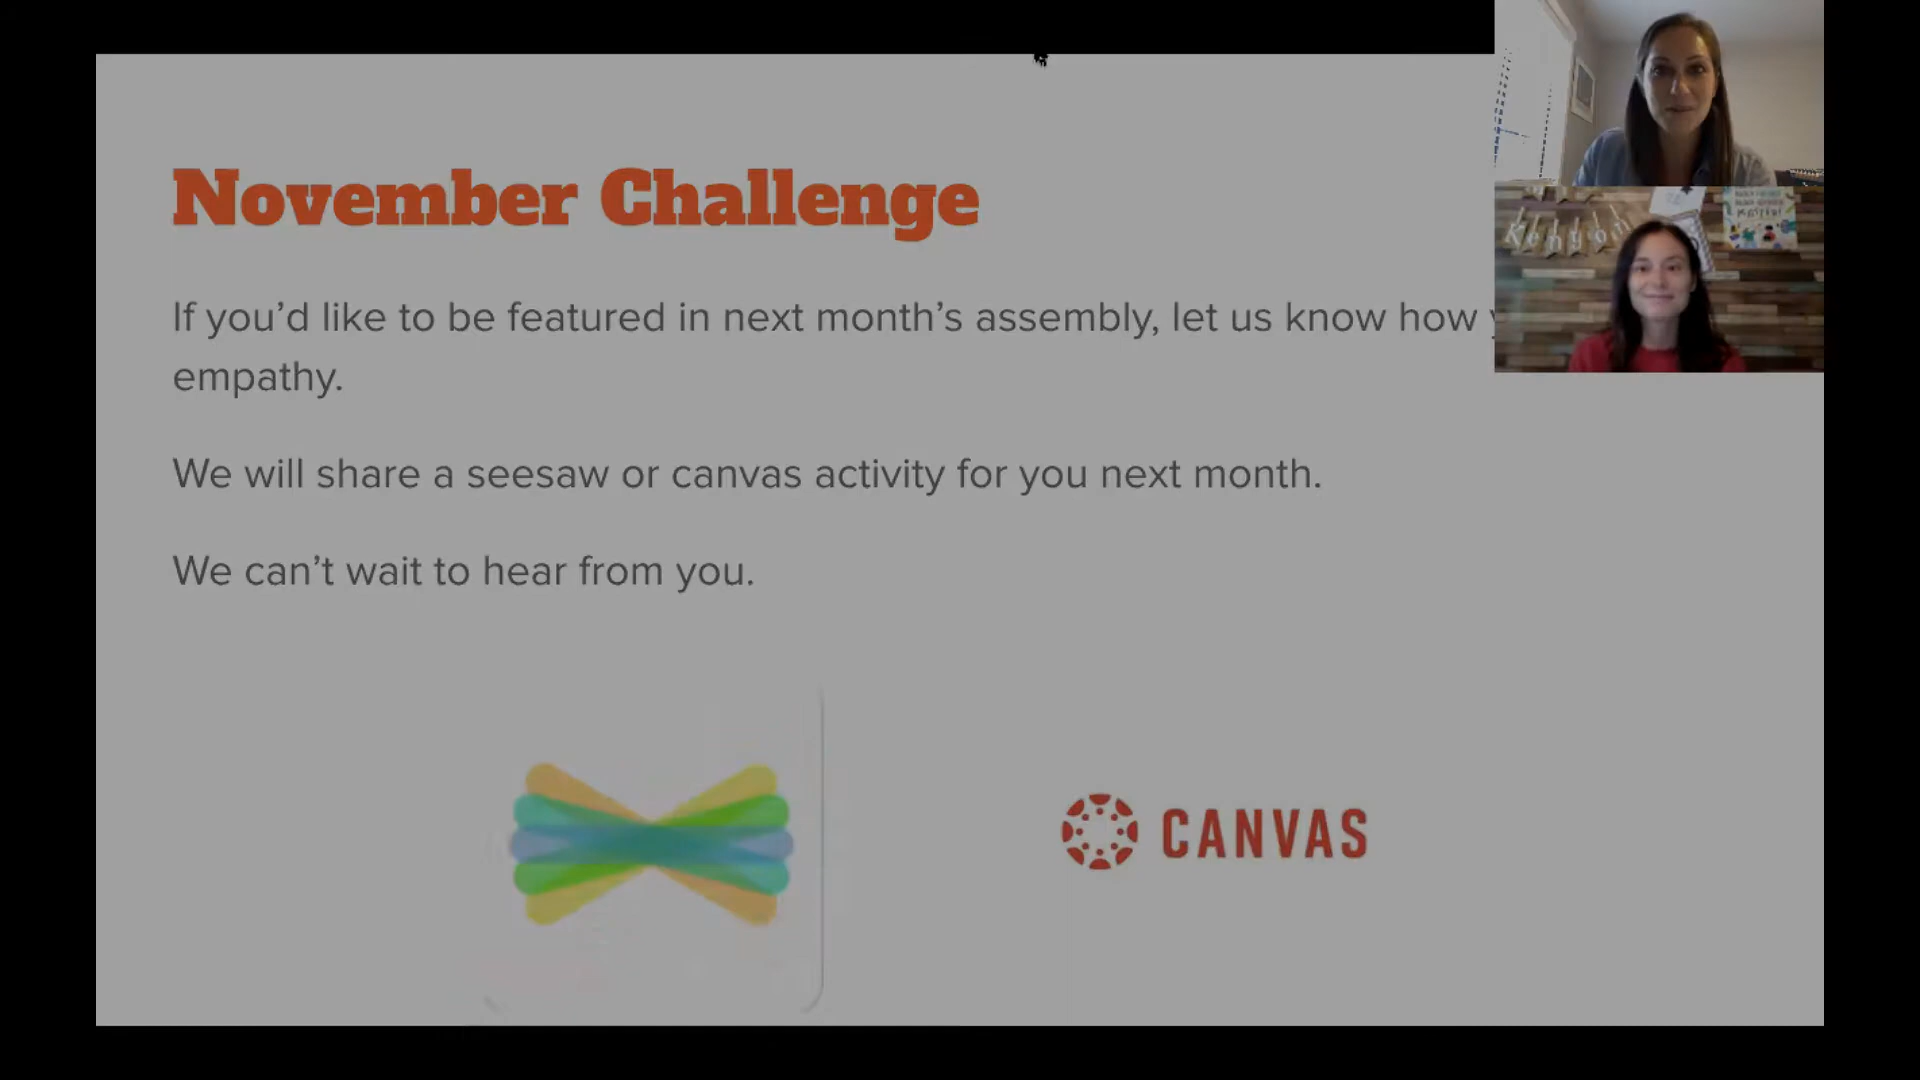 November Challenge
If you’d like to be featured in next month’s assembly, let us know how
empathy.
We will share a seesaw or canvas activity for you next month.
We can’t wait to hear from you.
CANVAS
Kenyon